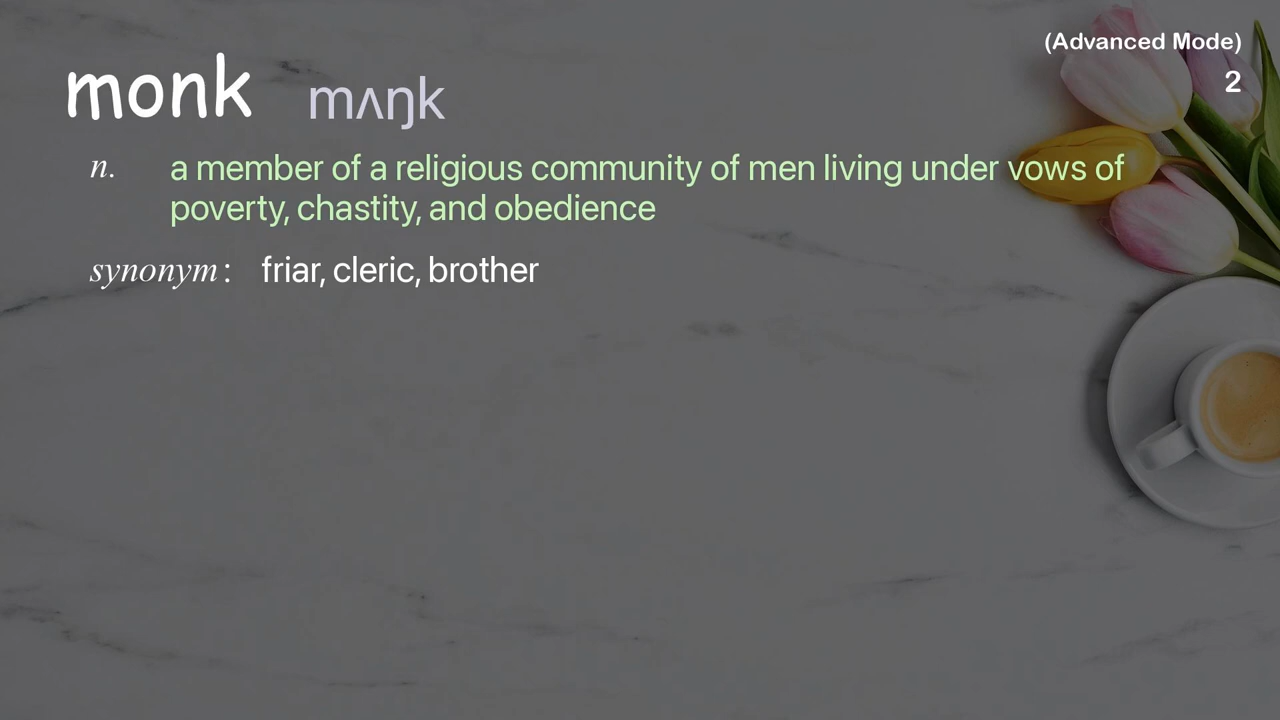 (Advanced Mode)
2
monk mʌŋk
n. a member of a religious community of men living under vows of
poverty, chastity, and obedience
synonym: friar, cleric, brother